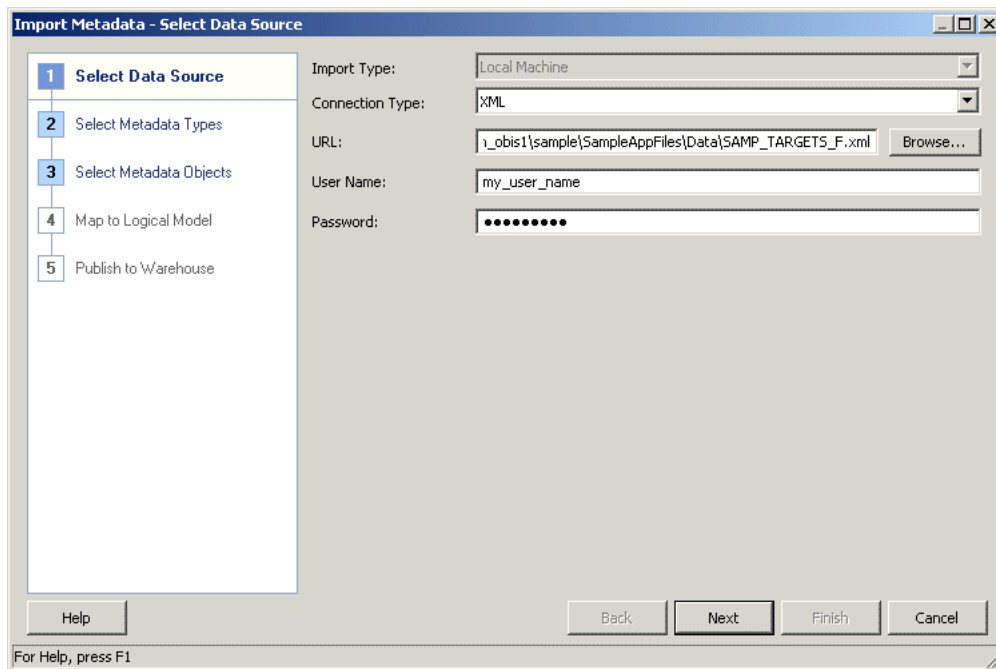 Import Metadata - Select Data Source
1 Select Data Source
2 Select Metadata Types
3 Select Metadata Objects
4 Map to Logical Model
5 Publish to Warehouse
Import Type: Local Machine
Connection Type: XML
URL: _obis1\sample\SampleAppFiles\Data\SAMP_TARGETS_F.xml Browse...
User Name: my_user_name
Password: ●●●●●●●●●
Help Back Next Finish Cancel
For Help, press F1